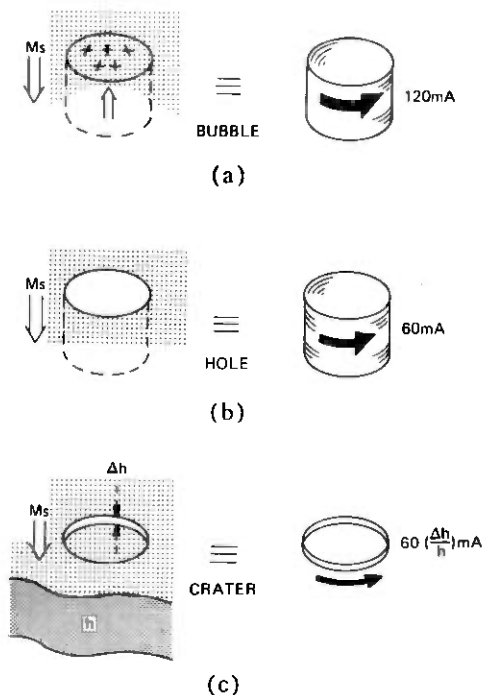 Ms
+ + +
+ +
≡
BUBBLE
120mA
(a)
Ms
≡
HOLE
60mA
(b)
Δh
Ms
≡
CRATER
60 (Δh/h) mA
h
(c)